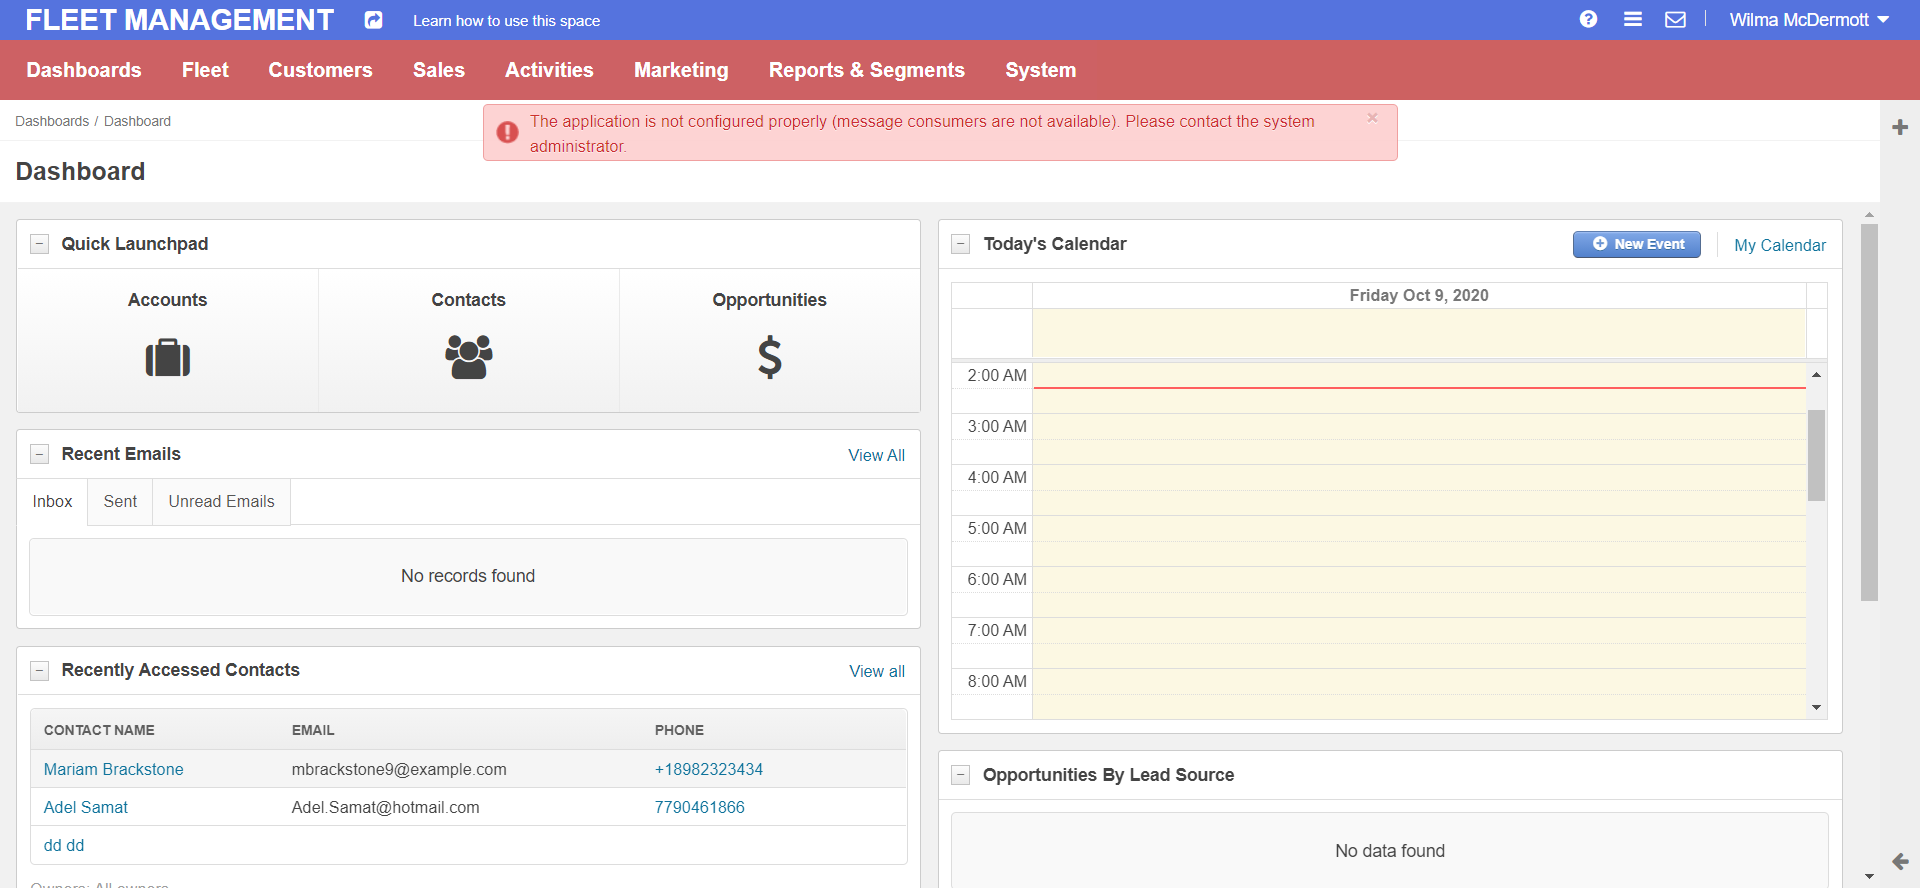 FLEET MANAGEMENT
Learn how to use this space
Wilma McDermott
Dashboards
Fleet
Customers
Sales
Activities
Marketing
Reports & Segments
System
Dashboards / Dashboard
The application is not configured properly (message consumers are not available). Please contact the system
administrator.
×
Dashboard
Quick Launchpad
Accounts
Contacts
Opportunities
Recent Emails
View All
Inbox
Sent
Unread Emails
No records found
Recently Accessed Contacts
View all
CONTACT NAME EMAIL PHONE
Mariam Brackstone mbrackstone9@example.com +18982323434
Adel Samat Adel.Samat@hotmail.com 7790461866
dd dd
Owners: All owners
Today's Calendar
New Event
My Calendar
Friday Oct 9, 2020
2:00 AM
3:00 AM
4:00 AM
5:00 AM
6:00 AM
7:00 AM
8:00 AM
Opportunities By Lead Source
No data found